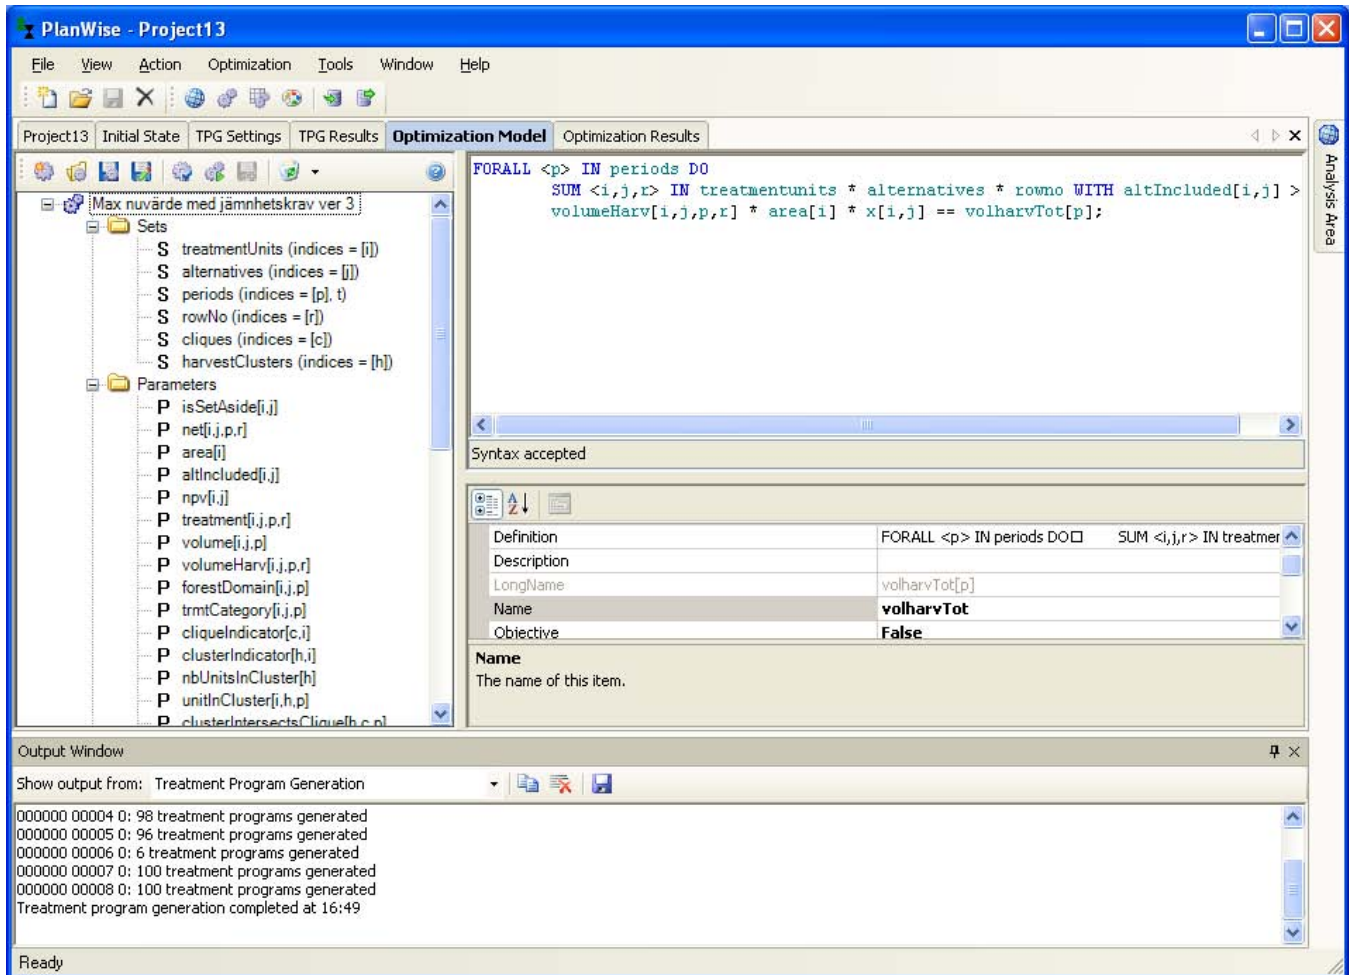 PlanWise - Project13
File View Action Optimization Tools Window Help
Project13 Initial State TPG Settings TPG Results Optimization Model Optimization Results
Analysis Area
Max nuvärde med jämnhetskrav ver 3
Sets
S treatmentUnits (indices = [i])
S alternatives (indices = [j])
S periods (indices = [p], t)
S rowNo (indices = [r])
S cliques (indices = [c])
S harvestClusters (indices = [h])
Parameters
P isSetAside[i,j]
P net[i,j,p,r]
P area[i]
P altIncluded[i,j]
P npv[i,j]
P treatment[i,j,p,r]
P volume[i,j,p]
P volumeHarv[i,j,p,r]
P forestDomain[i,j,p]
P trmtCategory[i,j,p]
P cliqueIndicator[c,i]
P clusterIndicator[h,i]
P nbUnitsInCluster[h]
P unitInCluster[i,h,p]
P clusterIntersectsClique[h,c,p]
FORALL <p> IN periods DO
SUM <i,j,r> IN treatmentunits * alternatives * rowno WITH altIncluded[i,j] >
volumeHarv[i,j,p,r] * area[i] * x[i,j] == volharvTot[p];
Syntax accepted
Definition FORALL <p> IN periods DO□ SUM <i,j,r> IN treatmer
Description
LongName volharvTot[p]
Name volharvTot
Objective False
Name
The name of this item.
Output Window
Show output from: Treatment Program Generation
000000 00004 0: 98 treatment programs generated
000000 00005 0: 96 treatment programs generated
000000 00006 0: 6 treatment programs generated
000000 00007 0: 100 treatment programs generated
000000 00008 0: 100 treatment programs generated
Treatment program generation completed at 16:49
Ready